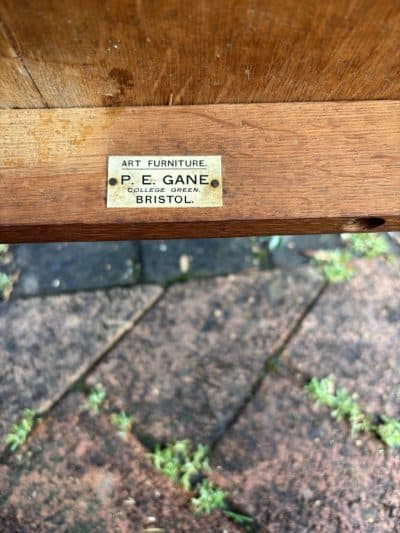 ART FURNITURE.
P. E. GANE
COLLEGE GREEN,
BRISTOL.